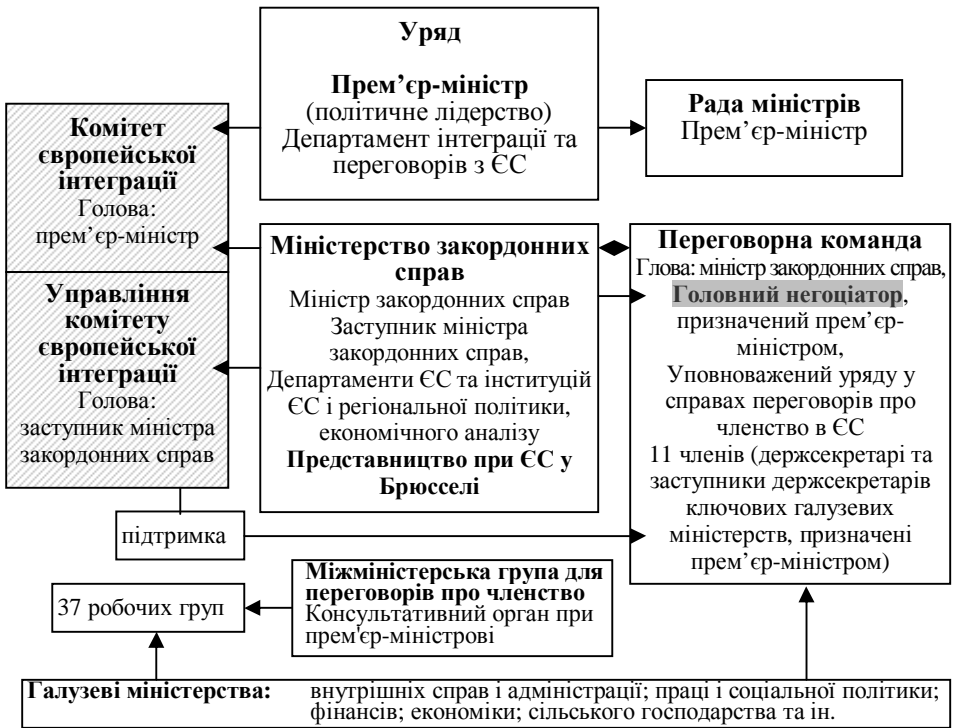 Уряд
Прем’єр-міністр
(політичне лідерство)
Департамент інтеграції та
переговорів з ЄС
Рада міністрів
Прем’єр-міністр
Комітет
європейської
інтеграції
Голова:
прем’єр-міністр
Управління
комітету
європейської
інтеграції
Голова:
заступник міністра
закордонних справ
Міністерство закордонних
справ
Міністр закордонних справ
Заступник міністра
закордонних справ,
Департаменти ЄС та інституцій
ЄС і регіональної політики,
економічного аналізу
Представництво при ЄС у
Брюсселі
Переговорна команда
Глова: міністр закордонних справ,
Головний негоціатор,
призначений прем’єр-
міністром,
Уповноважений уряду у
справах переговорів про
членство в ЄС
11 членів (держсекретарі та
заступники держсекретарів
ключових галузевих
міністерств, призначені
прем’єр-міністром)
підтримка
Міжміністерська група для
переговорів про членство
Консультативний орган при
прем'єр-міністрові
37 робочих груп
Галузеві міністерства: внутрішніх справ і адміністрації; праці і соціальної політики;
фінансів; економіки; сільського господарства та ін.